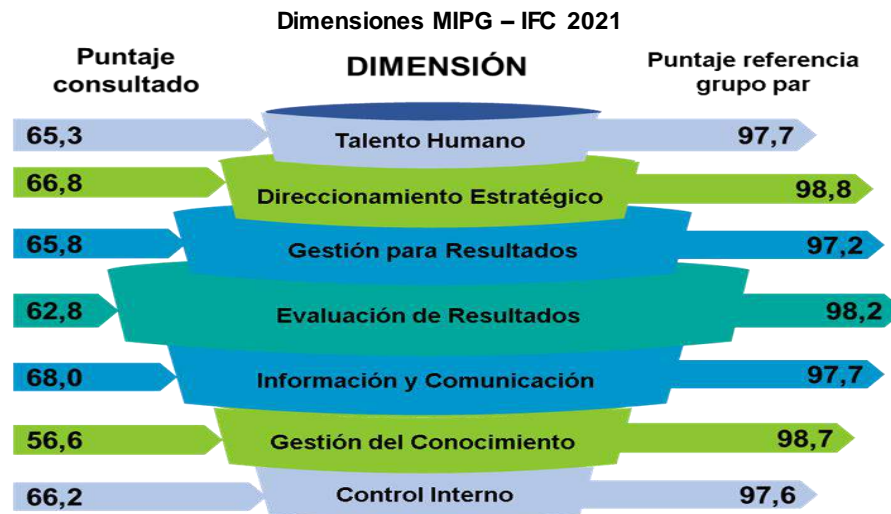 Dimensiones MIPG – IFC 2021
Puntaje consultado
DIMENSIÓN
Puntaje referencia grupo par
65,3 Talento Humano 97,7
66,8 Direccionamiento Estratégico 98,8
65,8 Gestión para Resultados 97,2
62,8 Evaluación de Resultados 98,2
68,0 Información y Comunicación 97,7
56,6 Gestión del Conocimiento 98,7
66,2 Control Interno 97,6